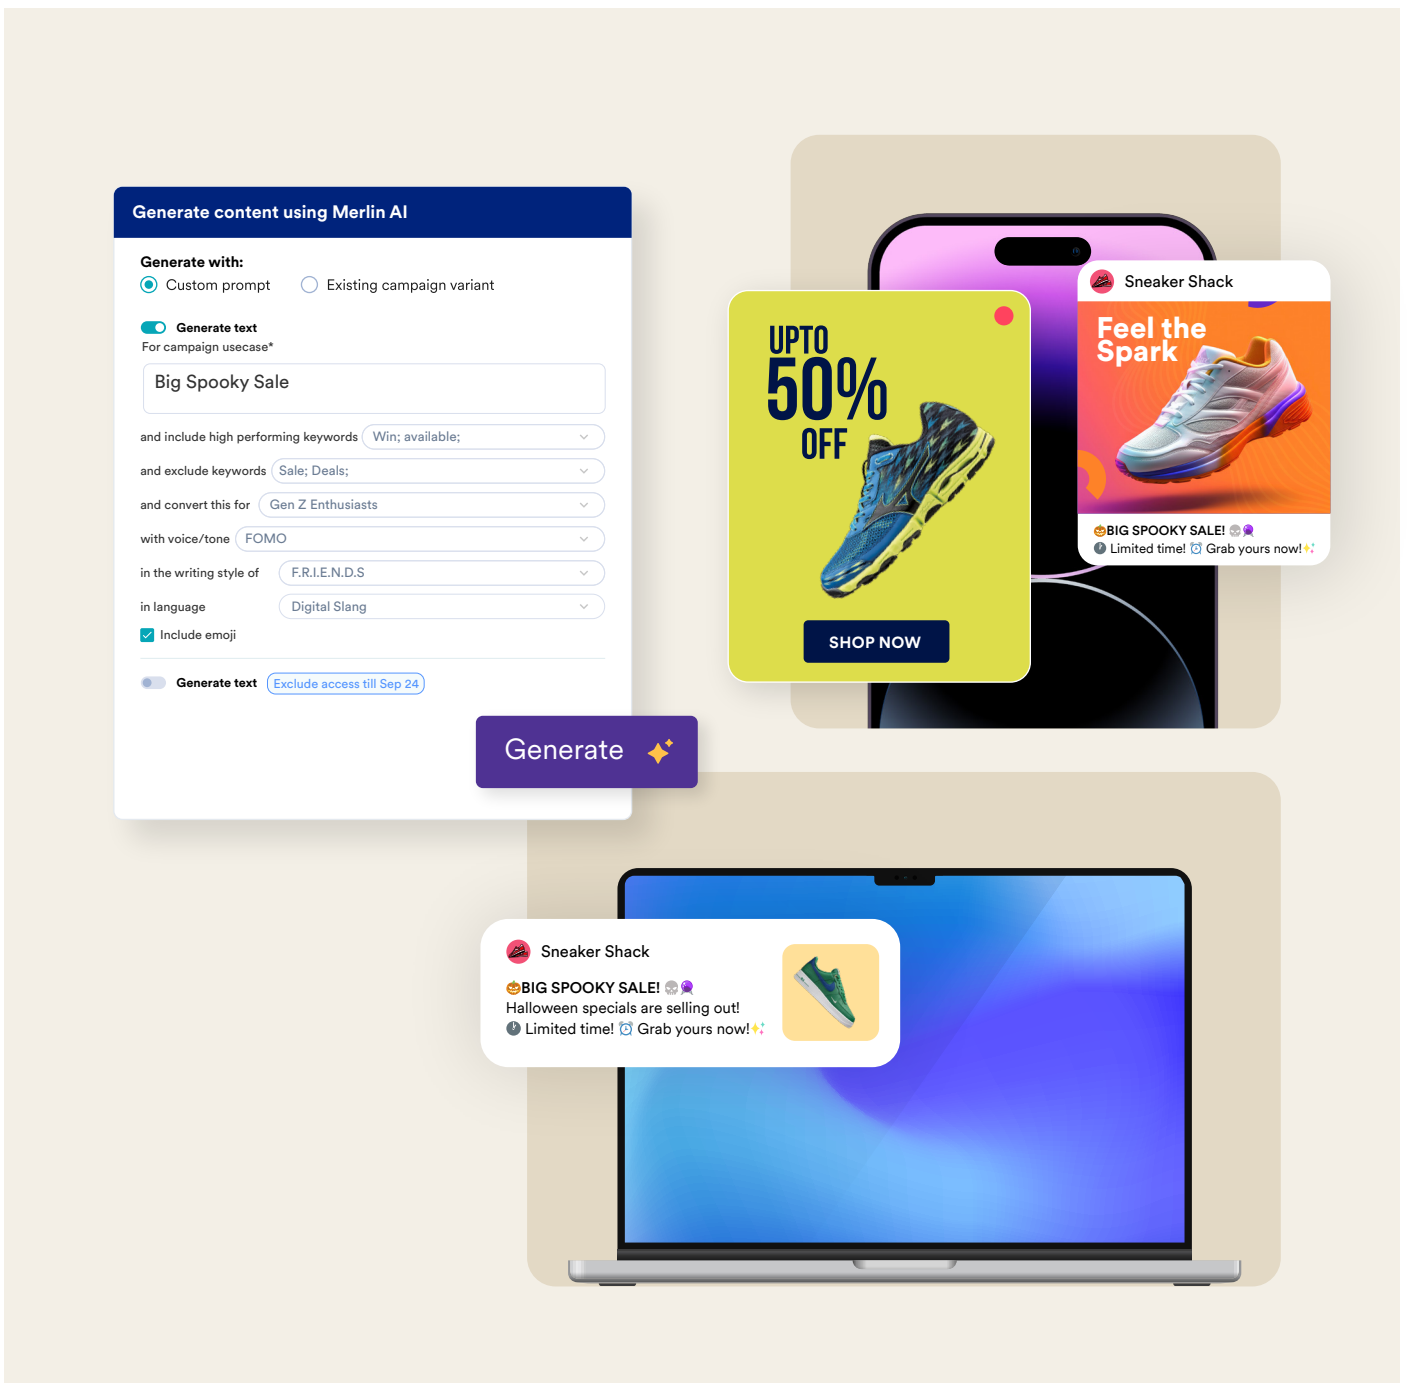 Generate content using Merlin AI
Generate with:
Custom prompt Existing campaign variant
Generate text
For campaign usecase*
Big Spooky Sale
and include high performing keywords Win; available;
and exclude keywords Sale; Deals;
and convert this for Gen Z Enthusiasts
with voice/tone FOMO
in the writing style of F.R.I.E.N.D.S
in language Digital Slang
Include emoji
Generate text Exclude access till Sep 24
Generate
UPTO
50%
OFF
SHOP NOW
Sneaker Shack
Feel the
Spark
🎃BIG SPOOKY SALE! 💀🔮
🕐 Limited time! ⏰ Grab yours now!✨
Sneaker Shack
🎃BIG SPOOKY SALE! 💀🔮
Halloween specials are selling out!
🕐 Limited time! ⏰ Grab yours now!✨